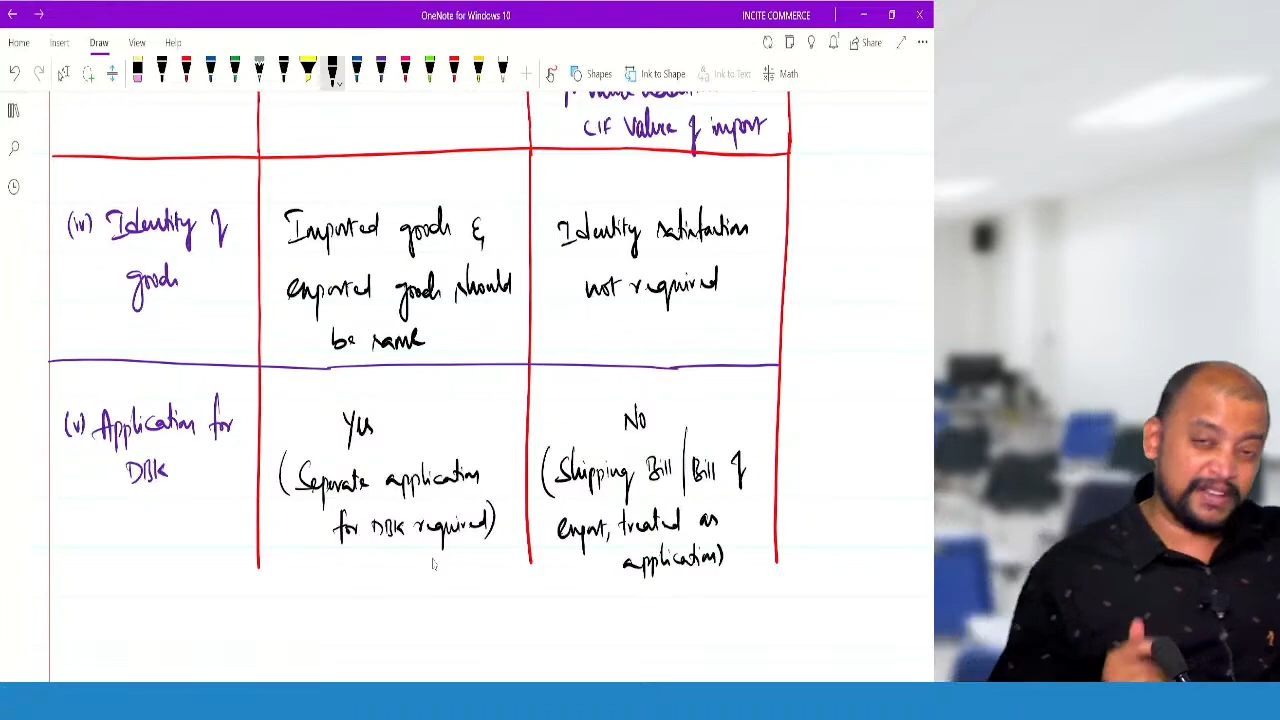 OneNote for Windows 10
INCITE COMMERCE
Home Insert Draw View Help
Share
Shapes Ink to Shape Ink to Text Math
CIF Value of import
(iv) Identity of
goods
Imported goods &
exported goods should
be same
Identity satisfaction
not required
(v) Application for
DBK
Yes
(Separate application
for DBK required)
No
(Shipping Bill/Bill of
export, treated as
application)